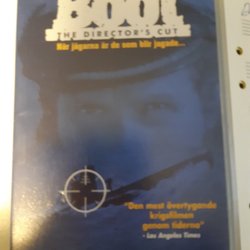 BOOT
THE DIRECTOR'S CUT
När jägarna är de som blir jagade...
"Den mest övertygande
krigsfilmen
genom tiderna"
- Los Angeles Times